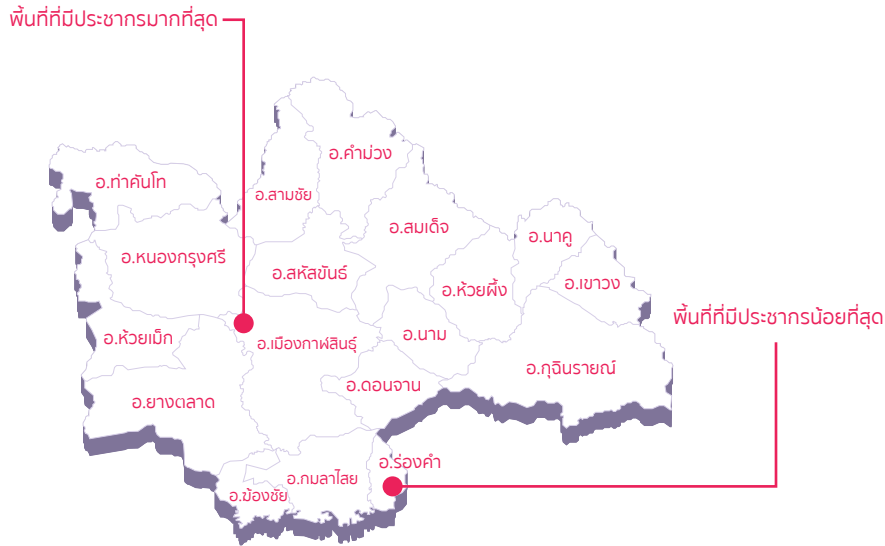 พื้นที่ที่มีประชากรมากที่สุด
อ.คำม่วง
อ.ท่าคันโท
อ.สามชัย
อ.สมเด็จ
อ.นาคู
อ.หนองกรุงศรี
อ.สหัสขันธ์
อ.ห้วยผึ้ง
อ.เขาวง
พื้นที่ที่มีประชากรน้อยที่สุด
อ.ห้วยเม็ก
อ.เมืองกาฬสินธุ์
อ.นาม
อ.กุฉินรายณ์
อ.ดอนจาน
อ.ยางตลาด
อ.ร่องคำ
อ.กมลาไสย
อ.ฆ้องชัย